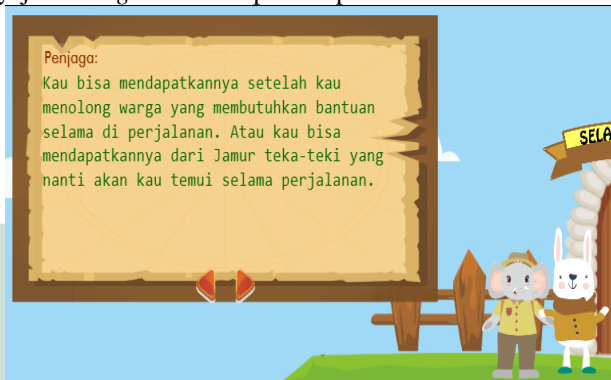 Penjaga:
Kau bisa mendapatkannya setelah kau
menolong warga yang membutuhkan bantuan
selama di perjalanan. Atau kau bisa
mendapatkannya dari Jamur teka-teki yang
nanti akan kau temui selama perjalanan.
SELA